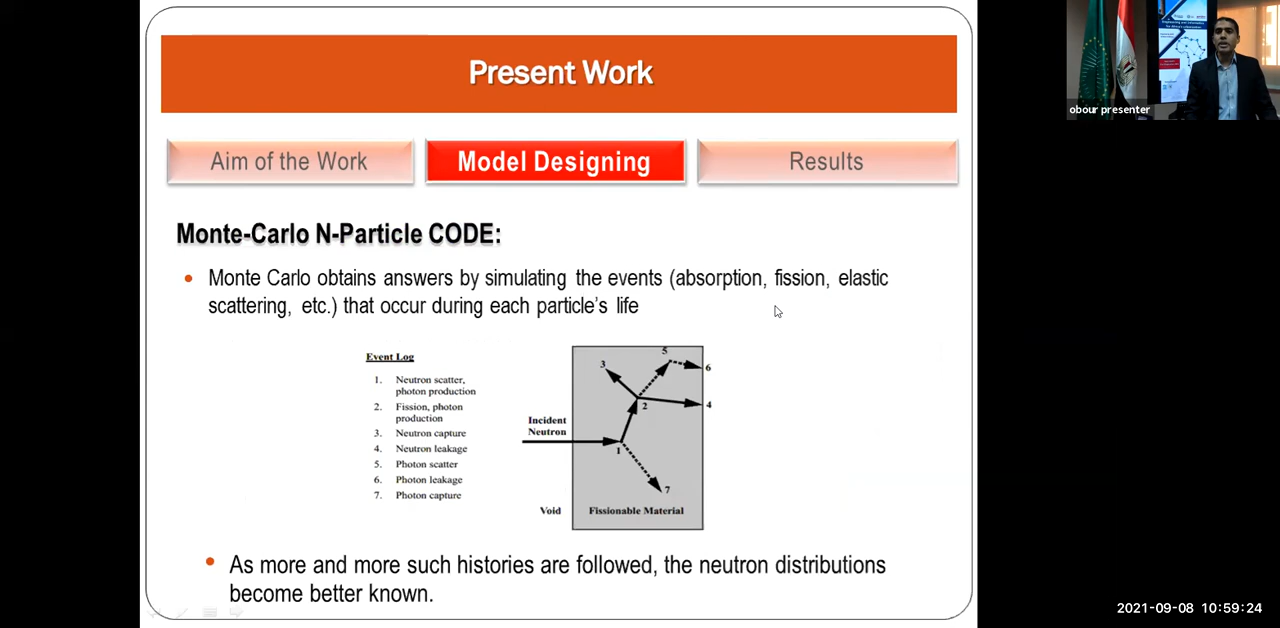 Present Work
Aim of the Work
Model Designing
Results
Monte-Carlo N-Particle CODE:
• Monte Carlo obtains answers by simulating the events (absorption, fission, elastic
scattering, etc.) that occur during each particle's life
Event Log
1. Neutron scatter,
photon production
2. Fission, photon
production
3. Neutron capture
4. Neutron leakage
5. Photon scatter
6. Photon leakage
7. Photon capture
Incident
Neutron
Void
1
2
3
4
5
6
7
Fissionable Material
• As more and more such histories are followed, the neutron distributions
become better known.
obour presenter
2021-09-08 10:59:24